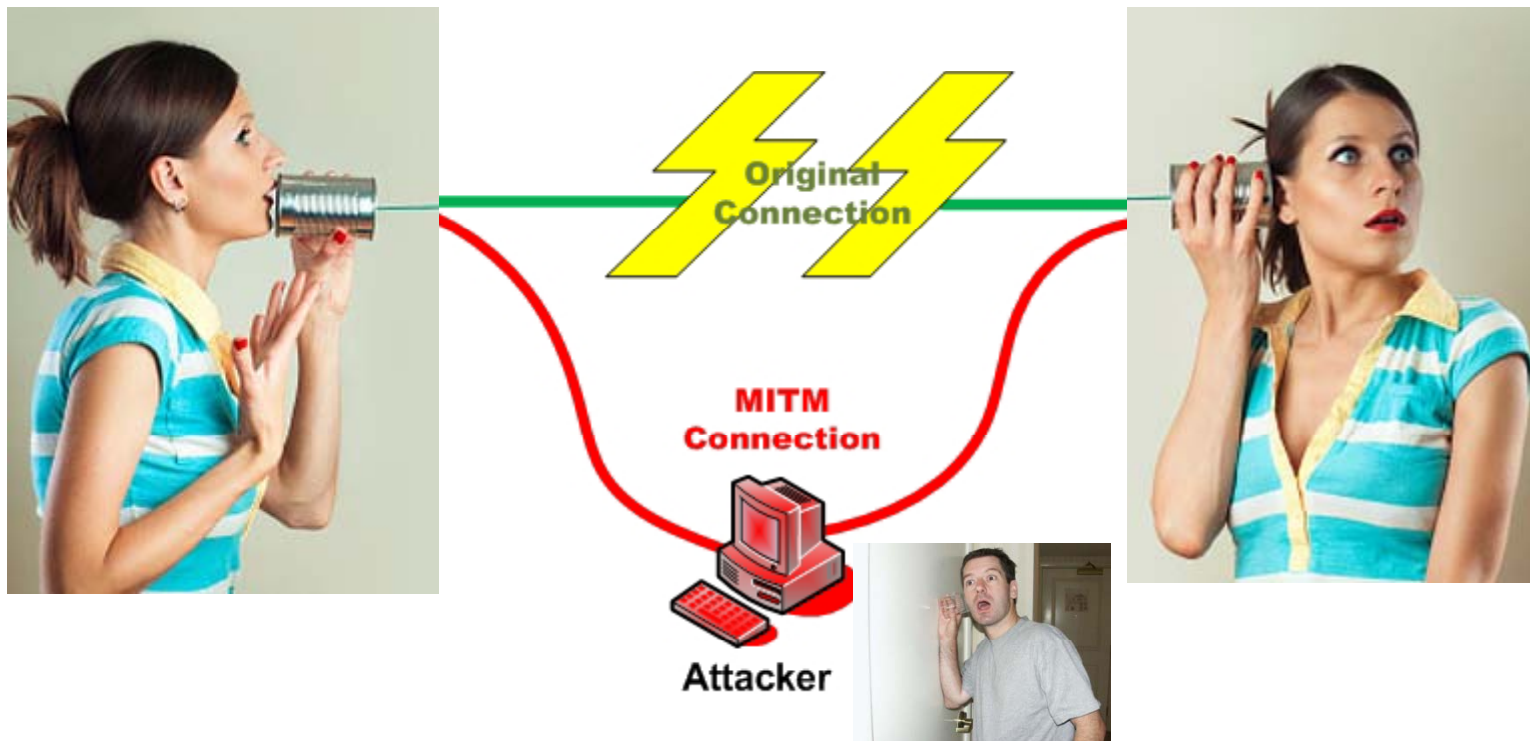 Original
Connection
MITM
Connection
Attacker